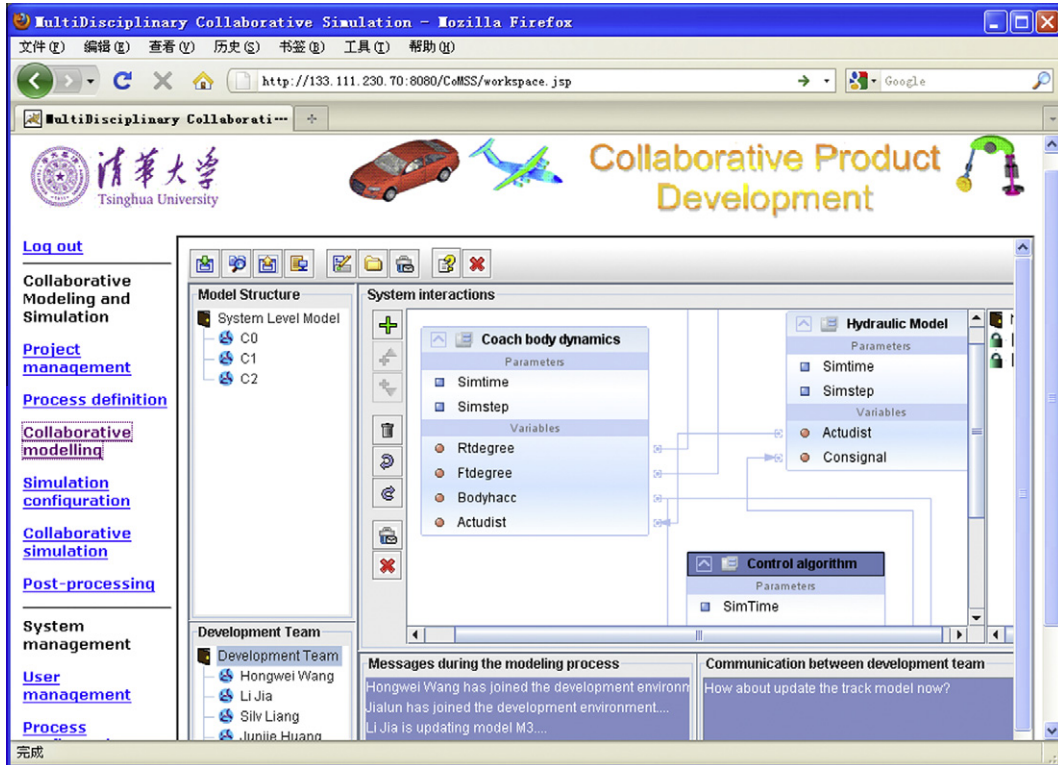 MultiDisciplinary Collaborative Simulation - Mozilla Firefox
文件(F) 编辑(E) 查看(V) 历史(S) 书签(B) 工具(T) 帮助(H)
http://133.111.230.70:8080/CoMSS/workspace.jsp
Google
MultiDisciplinary Collaborati...
清華大学
Tsinghua University
Collaborative Product
Development
Log out
Collaborative
Modeling and
Simulation
Project
management
Process definition
Collaborative
modelling
Simulation
configuration
Collaborative
simulation
Post-processing
System
management
User
management
Process
Model Structure
System Level Model
C0
C1
C2
Development Team
Development Team
Hongwei Wang
Li Jia
Silv Liang
Junjie Huang
System interactions
Coach body dynamics
Parameters
Simtime
Simstep
Variables
Rtdegree
Ftdegree
Bodyhacc
Actudist
Hydraulic Model
Parameters
Simtime
Simstep
Variables
Actudist
Consignal
Control algorithm
Parameters
SimTime
Messages during the modeling process
Hongwei Wang has joined the development environm
Jialun has joined the development environment....
Li Jia is updating model M3....
Communication between development team
How about update the track model now?
完成